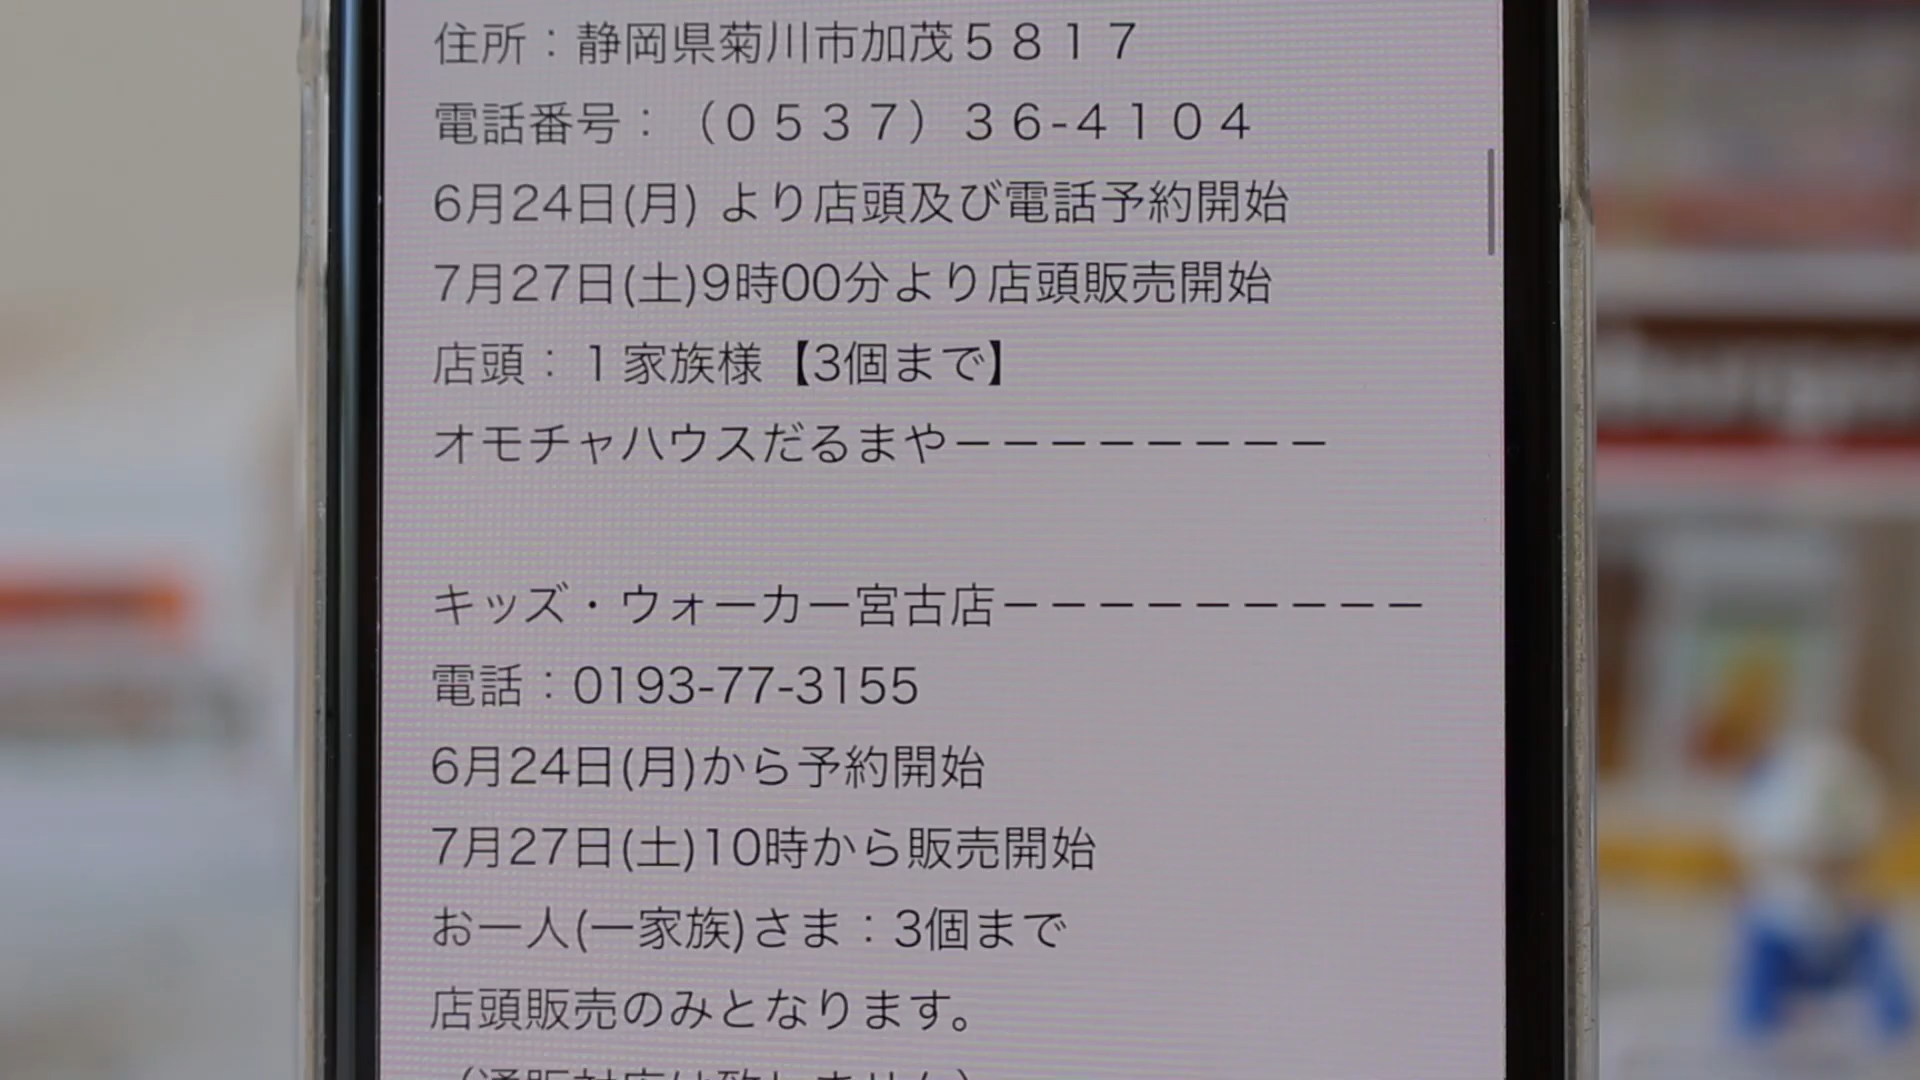 住所：静岡県菊川市加茂５８１７
電話番号：（０５３７）３６-４１０４
6月24日(月) より店頭及び電話予約開始
7月27日(土)9時00分より店頭販売開始
店頭：１家族様【3個まで】
オモチャハウスだるまや−−−−−−−−
キッズ・ウォーカー宮古店−−−−−−−−−
電話：0193-77-3155
6月24日(月)から予約開始
7月27日(土)10時から販売開始
お一人(一家族)さま：3個まで
店頭販売のみとなります。